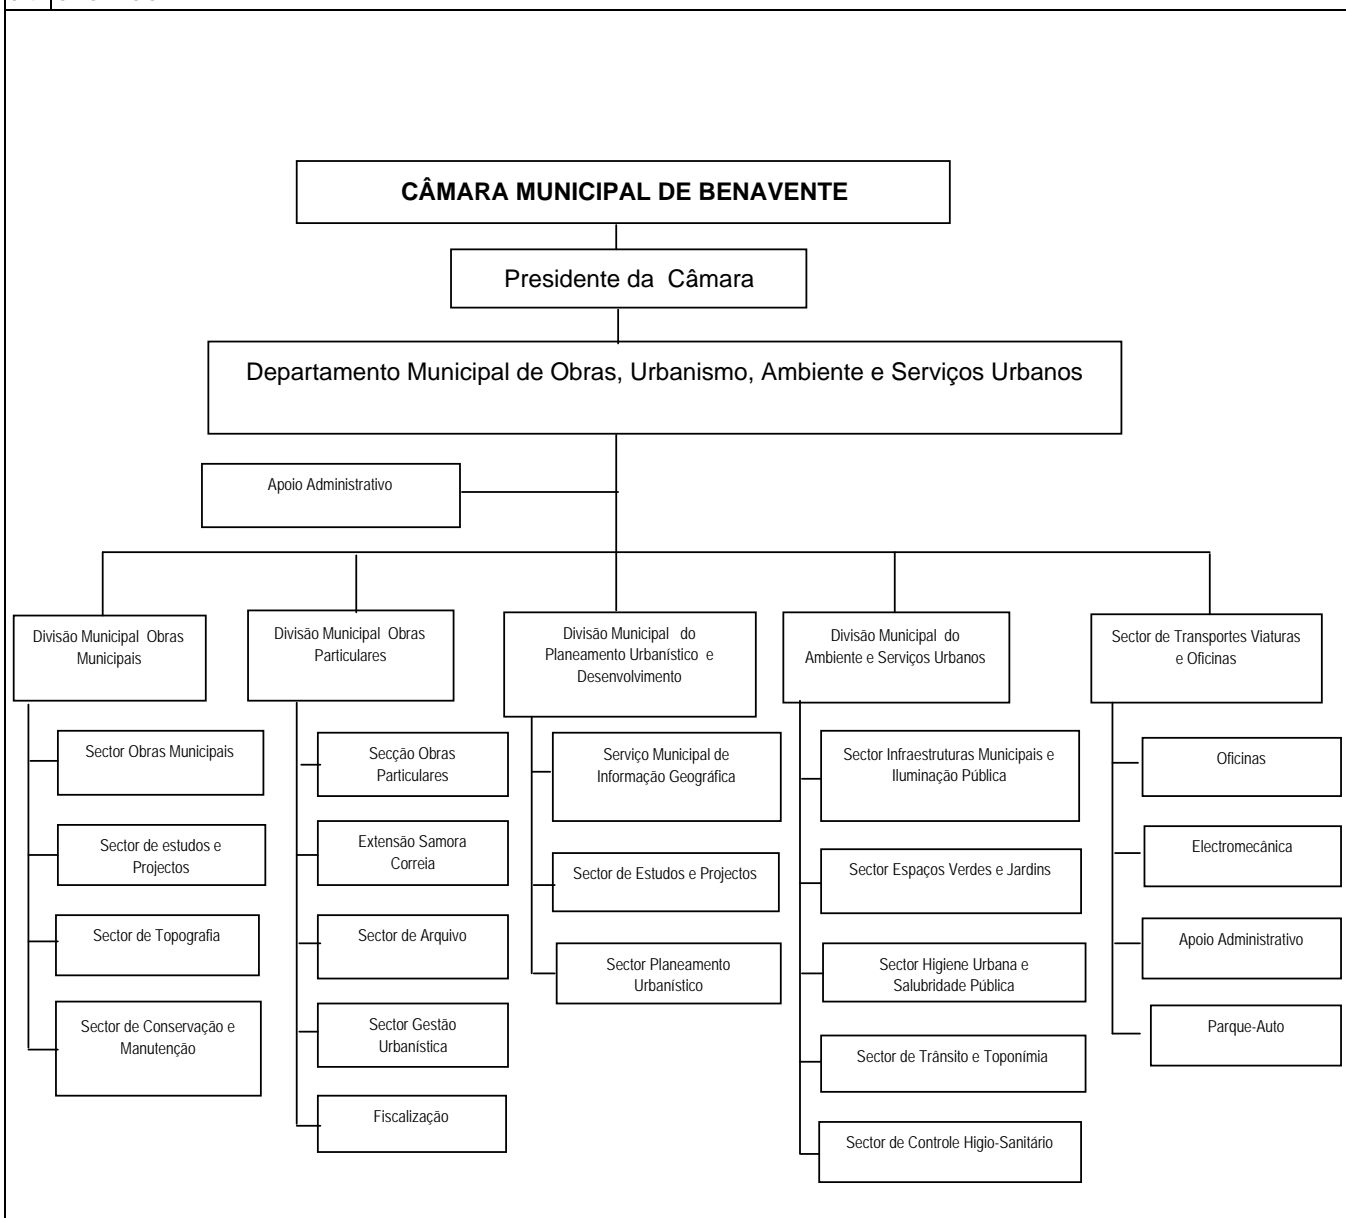 CÂMARA MUNICIPAL DE BENAVENTE
Presidente da Câmara
Departamento Municipal de Obras, Urbanismo, Ambiente e Serviços Urbanos
Apoio Administrativo
Divisão Municipal Obras
Municipais
Sector Obras Municipais
Sector de estudos e
Projectos
Sector de Topografia
Sector de Conservação e
Manutenção
Divisão Municipal Obras
Particulares
Secção Obras
Particulares
Extensão Samora
Correia
Sector de Arquivo
Sector Gestão
Urbanística
Fiscalização
Divisão Municipal do
Planeamento Urbanístico e
Desenvolvimento
Serviço Municipal de
Informação Geográfica
Sector de Estudos e Projectos
Sector Planeamento
Urbanístico
Divisão Municipal do
Ambiente e Serviços Urbanos
Sector Infraestruturas Municipais e
Iluminação Pública
Sector Espaços Verdes e Jardins
Sector Higiene Urbana e
Salubridade Pública
Sector de Trânsito e Toponímia
Sector de Controle Higio-Sanitário
Sector de Transportes Viaturas
e Oficinas
Oficinas
Electromecânica
Apoio Administrativo
Parque-Auto